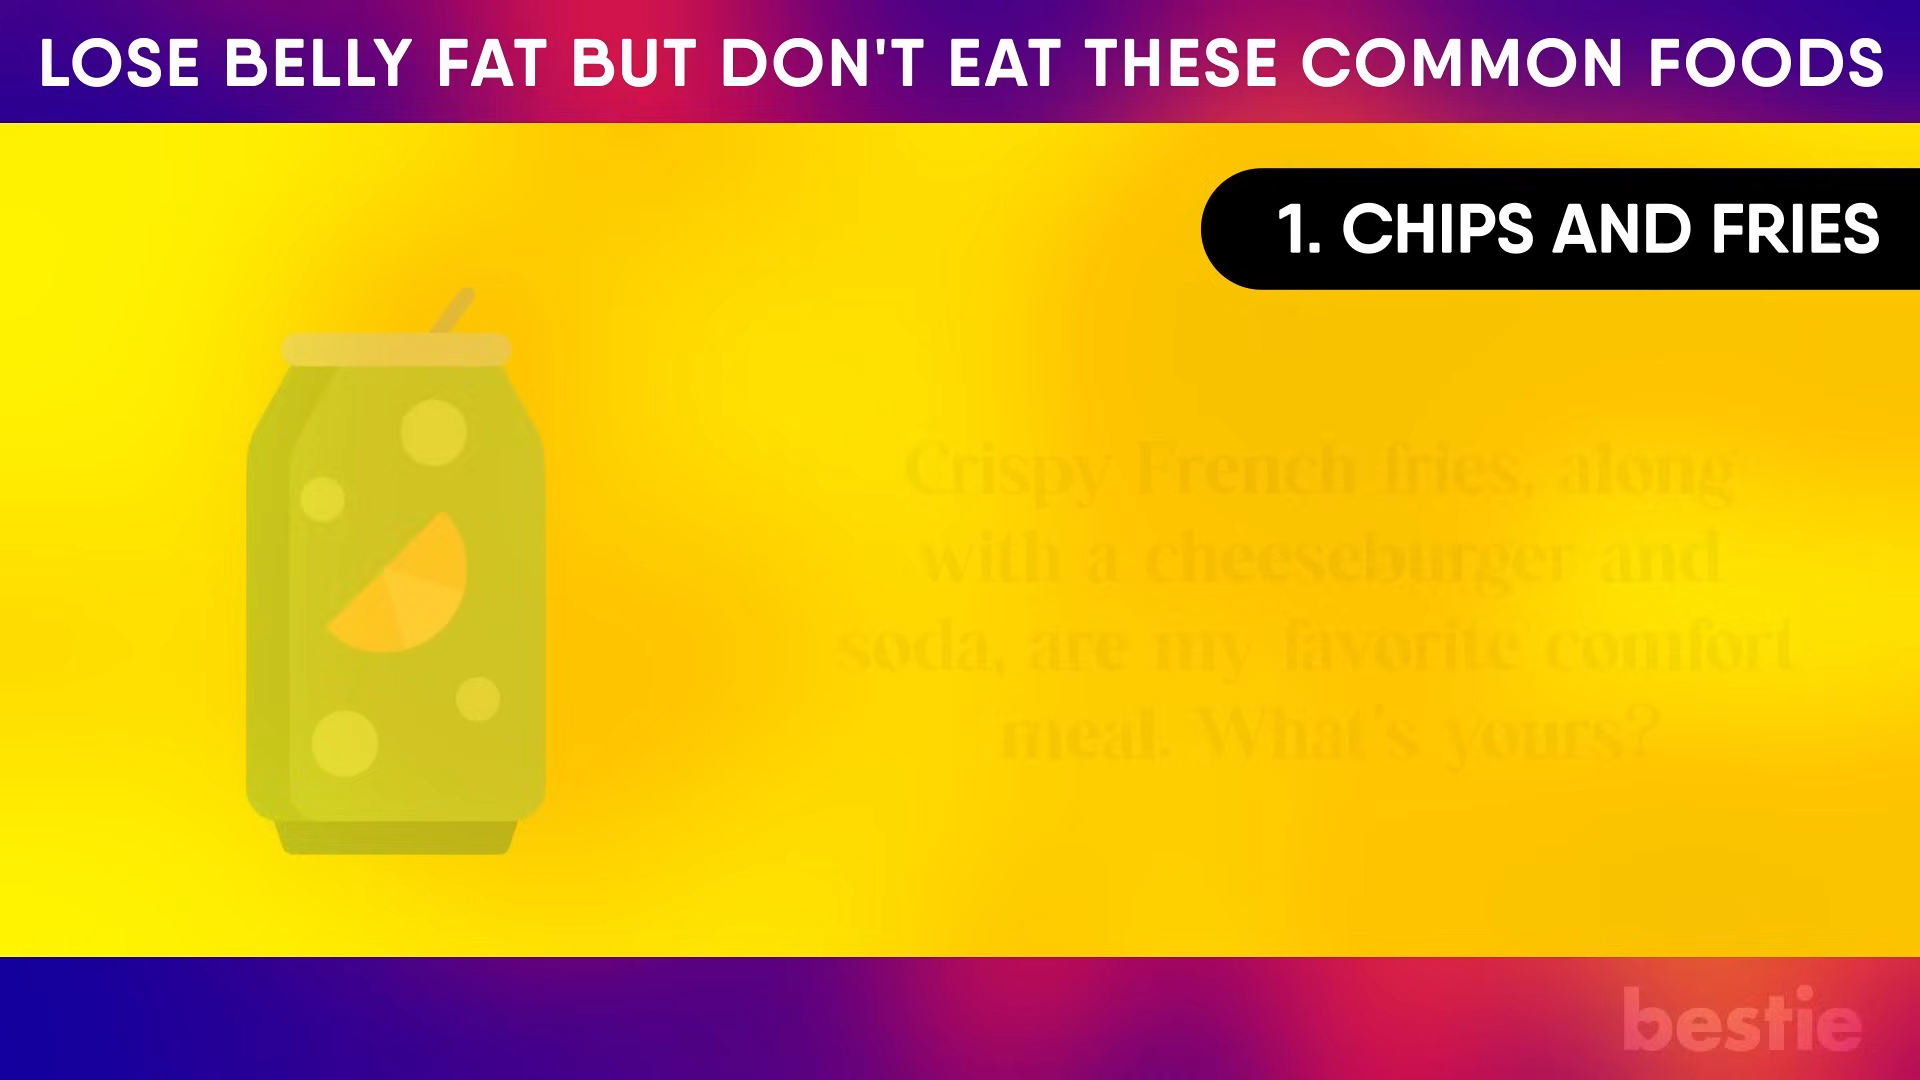 LOSE BELLY FAT BUT DON'T EAT THESE COMMON FOODS
1. CHIPS AND FRIES
Crispy French fries, along
with a cheeseburger and
soda, are my favorite comfort
meal. What's yours?
bestie